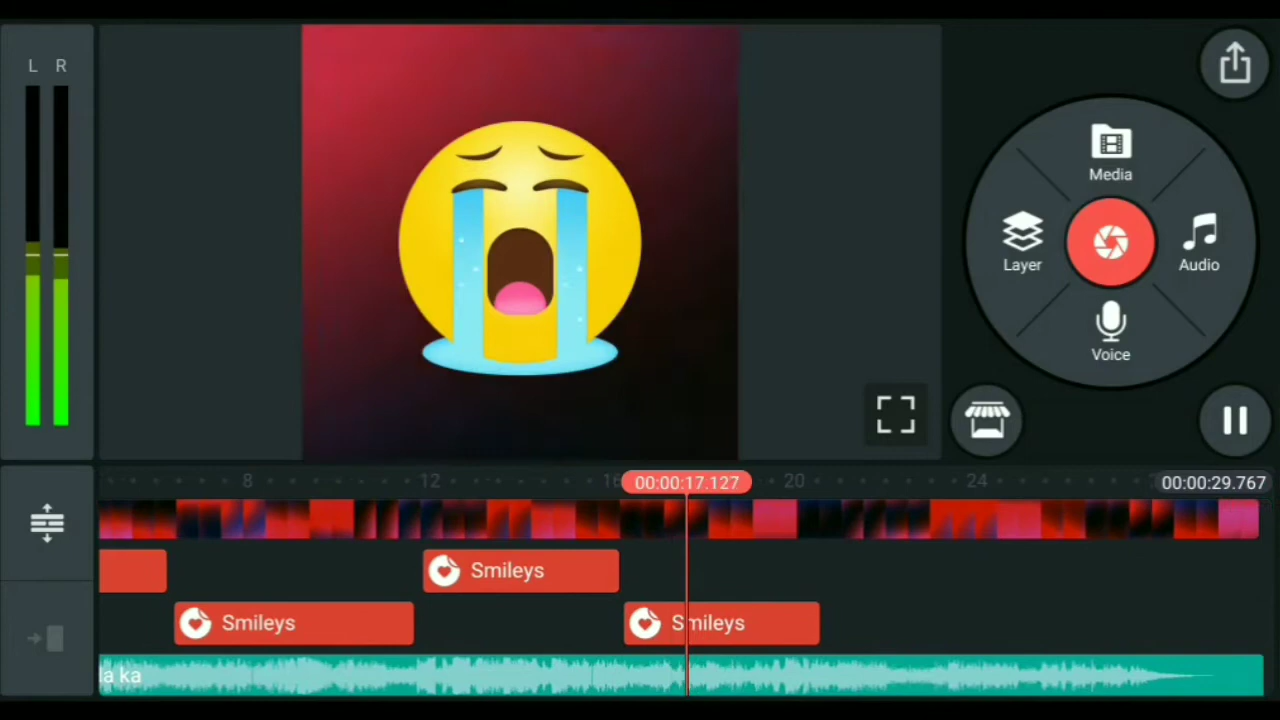 L R
Media
Layer
Audio
Voice
8 12 16 00:00:17.127 20 24 00:00:29.767
Smileys
Smileys Smileys
la ka